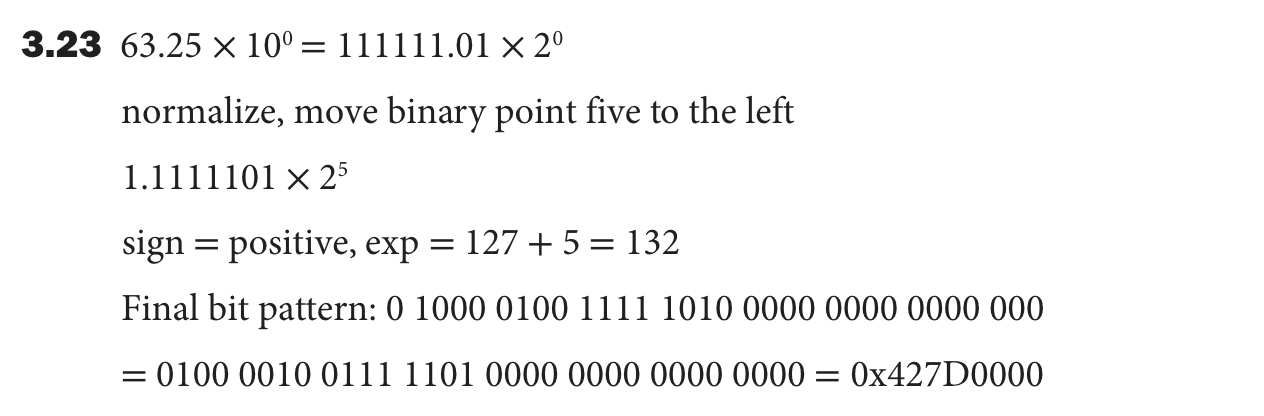 3.23 63.25 × 10⁰ = 111111.01 × 2⁰
normalize, move binary point five to the left
1.1111101 × 2⁵
sign = positive, exp = 127 + 5 = 132
Final bit pattern: 0 1000 0100 1111 1010 0000 0000 0000 000
= 0100 0010 0111 1101 0000 0000 0000 0000 = 0x427D0000